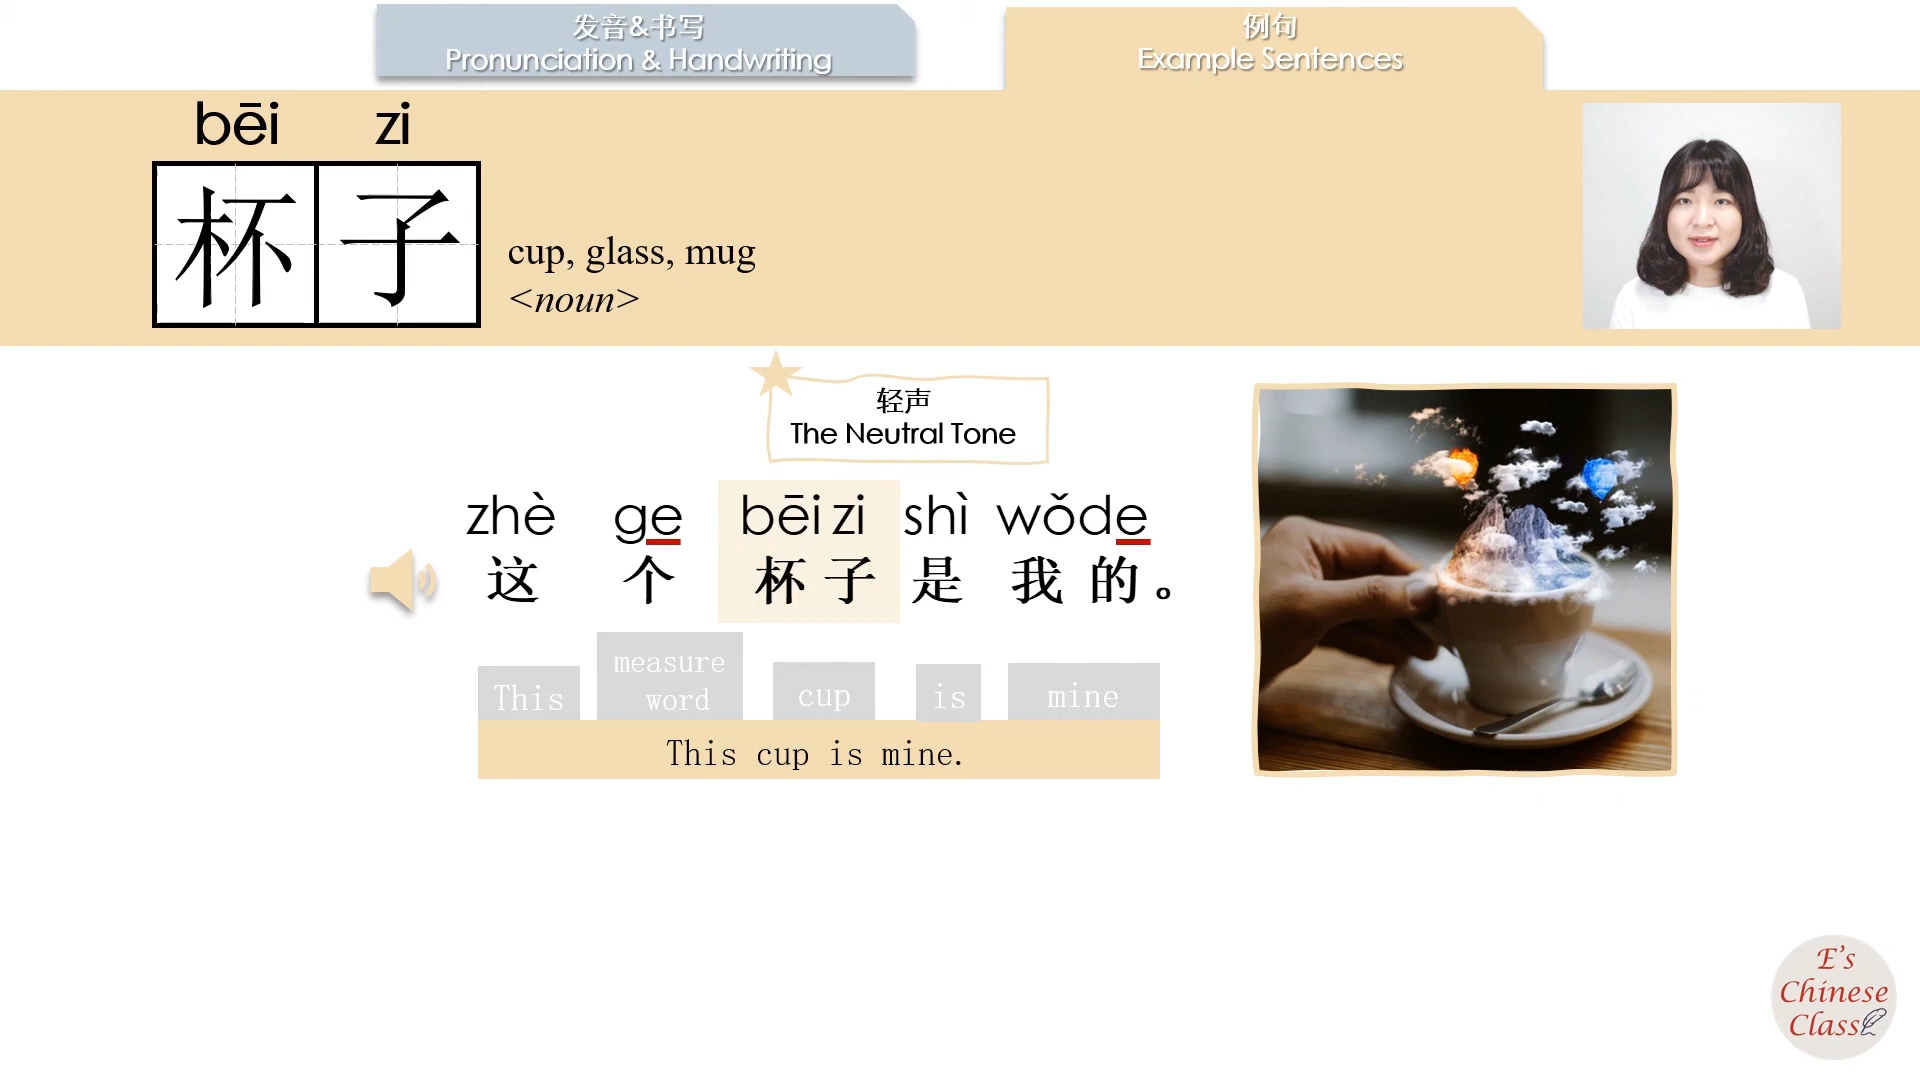 发音&书写
Pronunciation & Handwriting
例句
Example Sentences
bēi zi
杯子
cup, glass, mug
<noun>
轻声
The Neutral Tone
zhè ge bēi zi shì wǒde
这个杯子是我的。
This measure word cup is mine
This cup is mine.
E's
Chinese
Class